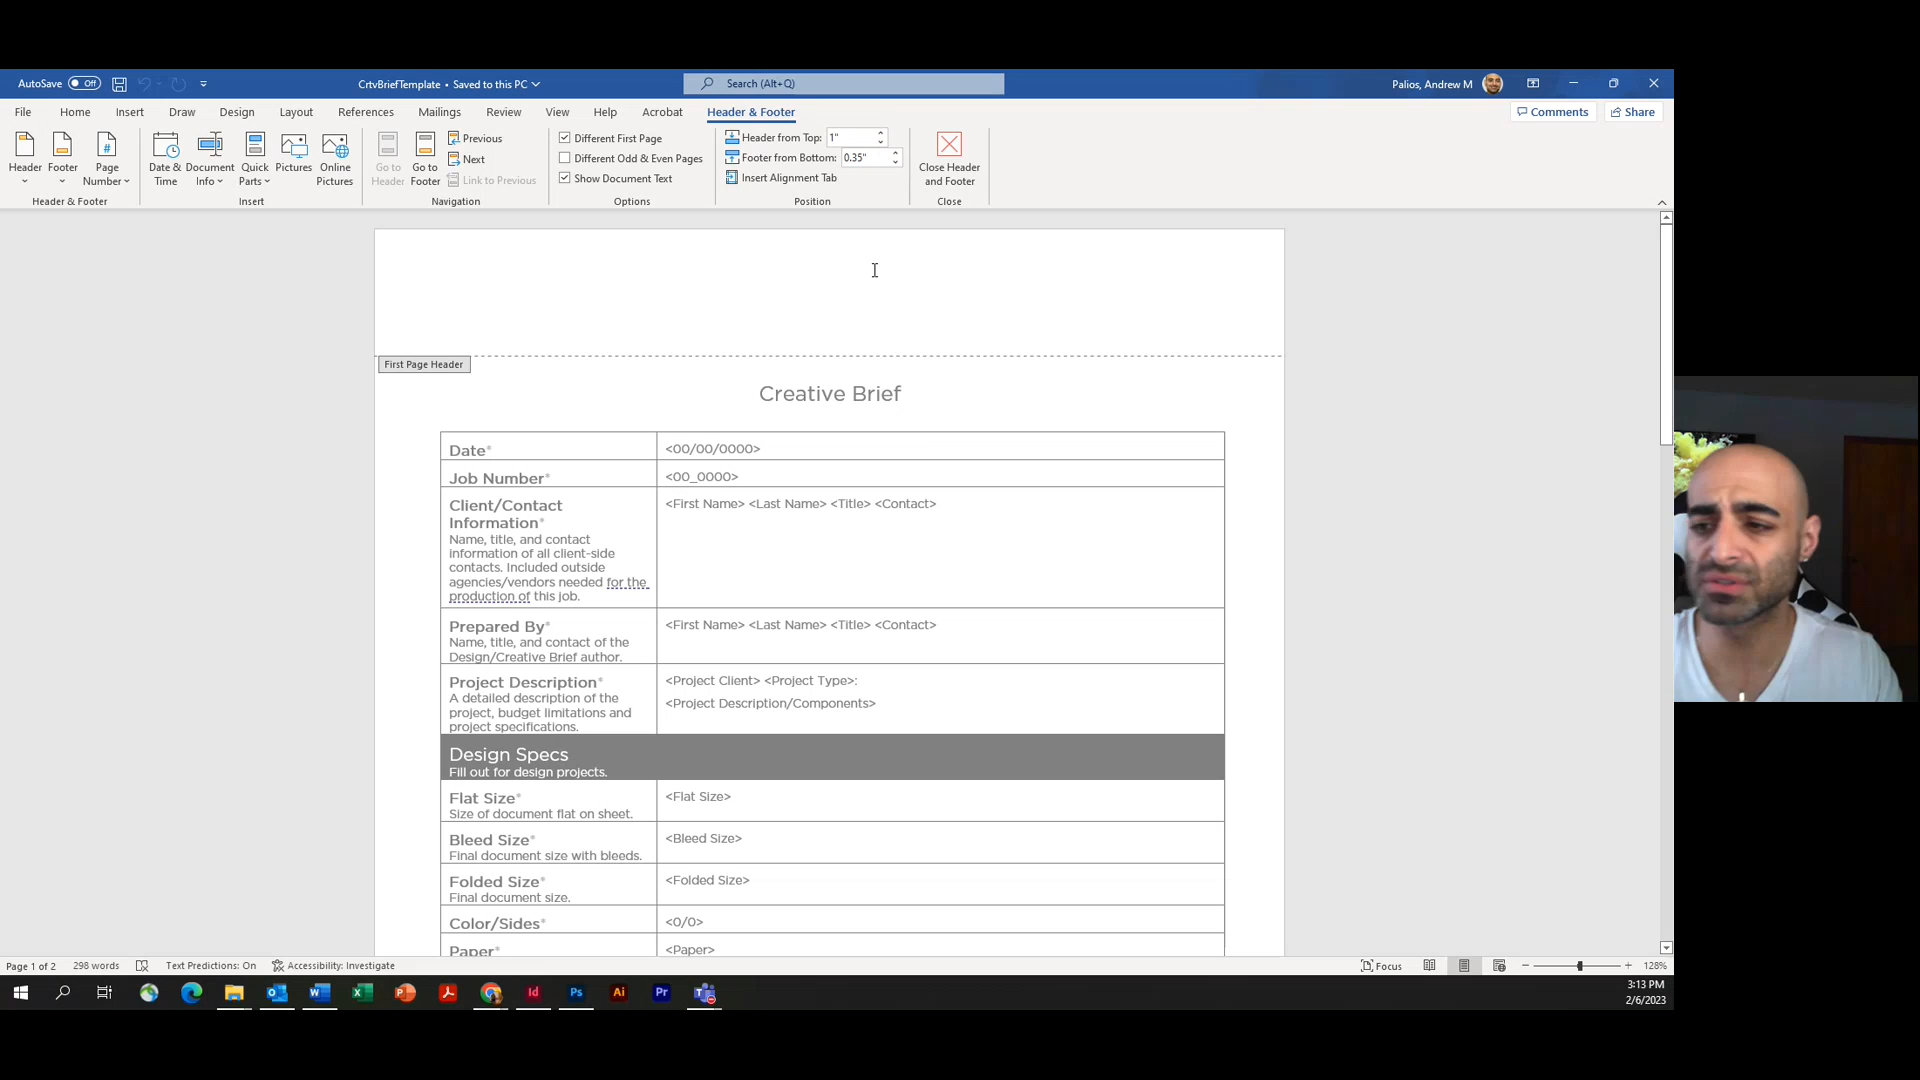 AutoSave Off
CrtvBriefTemplate • Saved to this PC
Search (Alt+Q)
Palios, Andrew M
File Home Insert Draw Design Layout References Mailings Review View Help Acrobat Header & Footer
Comments Share
Header
Footer
Page
Number
Date &
Time
Document
Info
Quick
Parts
Pictures
Online
Pictures
Go to
Header
Go to
Footer
Previous
Next
Link to Previous
Different First Page
Different Odd & Even Pages
Show Document Text
Header from Top: 1"
Footer from Bottom: 0.35"
Insert Alignment Tab
Close Header
and Footer
Header & Footer
Insert
Navigation
Options
Position
Close
First Page Header
Creative Brief
Date*
<00/00/0000>
Job Number*
<00_0000>
Client/Contact
Information*
Name, title, and contact
information of all client-side
contacts. Included outside
agencies/vendors needed for the
production of this job.
<First Name> <Last Name> <Title> <Contact>
Prepared By*
Name, title, and contact of the
Design/Creative Brief author.
<First Name> <Last Name> <Title> <Contact>
Project Description*
A detailed description of the
project, budget limitations and
project specifications.
<Project Client> <Project Type>:
<Project Description/Components>
Design Specs
Fill out for design projects.
Flat Size*
Size of document flat on sheet.
<Flat Size>
Bleed Size*
Final document size with bleeds.
<Bleed Size>
Folded Size*
Final document size.
<Folded Size>
Color/Sides*
<0/0>
Paper*
<Paper>
Page 1 of 2
298 words
Text Predictions: On
Accessibility: Investigate
Focus
128%
Id
Ps
Ai
Pr
3:13 PM
2/6/2023